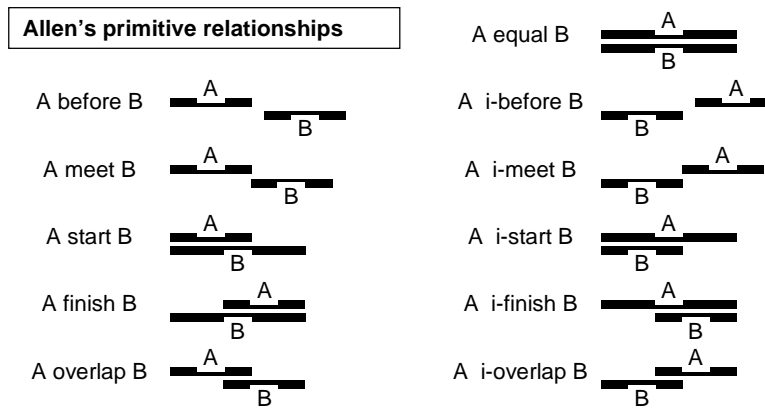 Allen's primitive relationships
A equal B
A
B
A before B
A
B
A i-before B
A
B
A meet B
A
B
A i-meet B
A
B
A start B
A
B
A i-start B
A
B
A finish B
A
B
A i-finish B
A
B
A overlap B
A
B
A i-overlap B
A
B